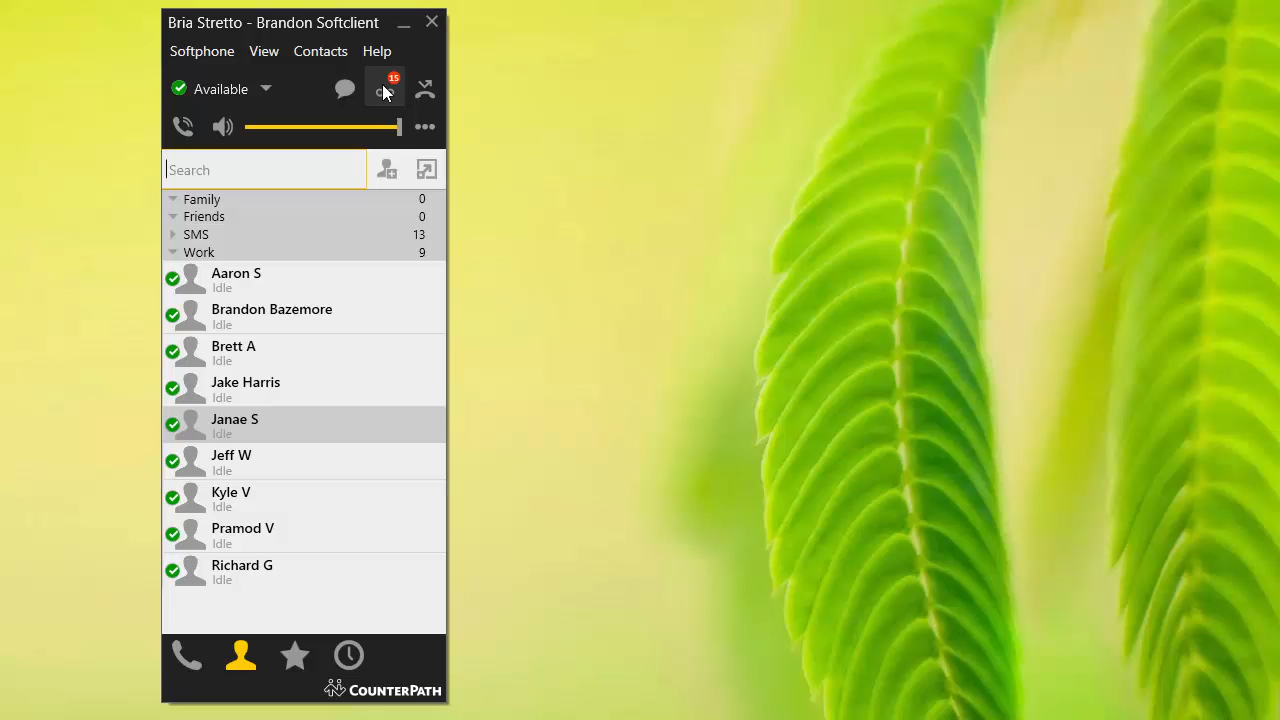 Bria Stretto - Brandon Softclient
Softphone View Contacts Help
Available 15
Search
Family 0
Friends 0
SMS 13
Work 9
Aaron S
Idle
Brandon Bazemore
Idle
Brett A
Idle
Jake Harris
Idle
Janae S
Idle
Jeff W
Idle
Kyle V
Idle
Pramod V
Idle
Richard G
Idle
COUNTERPATH